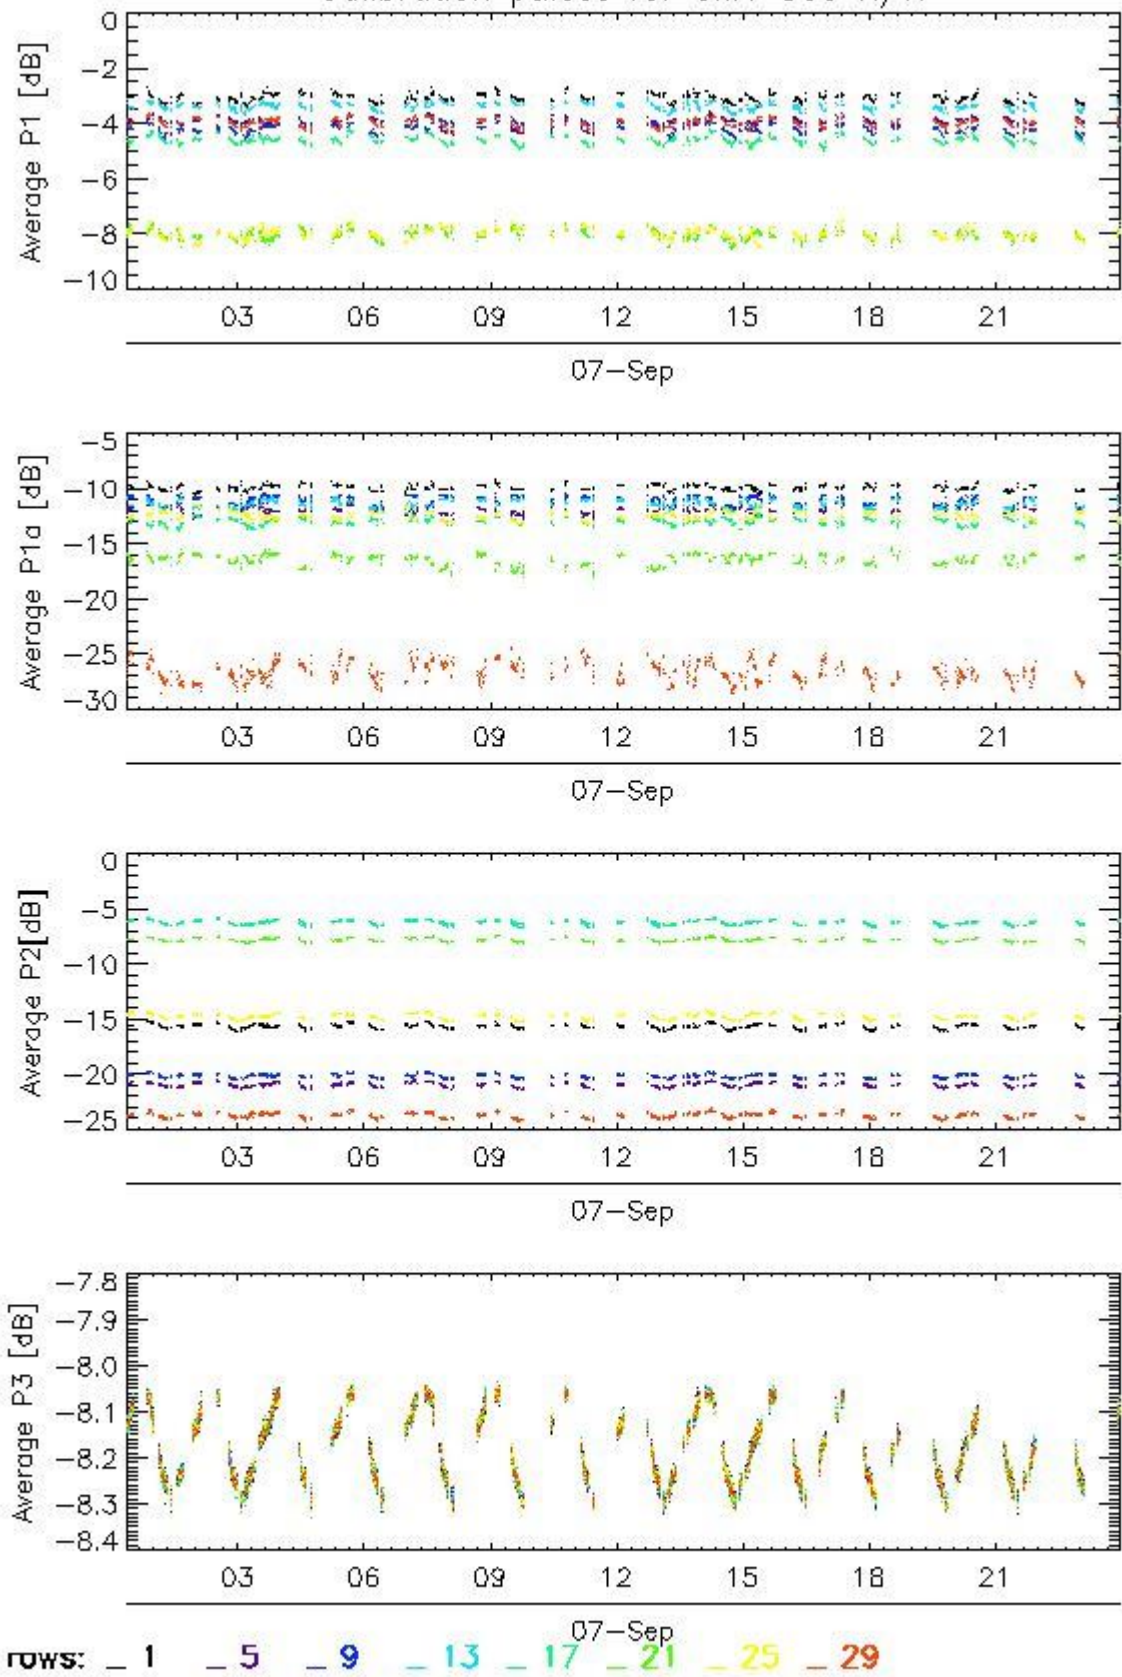 0
−2
−4
−6
−8
−10
Average P1 [dB]
03 06 09 12 15 18 21
07−Sep
−5
−10
−15
−20
−25
−30
Average P1a [dB]
03 06 09 12 15 18 21
07−Sep
0
−5
−10
−15
−20
−25
Average P2[dB]
03 06 09 12 15 18 21
07−Sep
−7.8
−7.9
−8.0
−8.1
−8.2
−8.3
−8.4
Average P3 [dB]
03 06 09 12 15 18 21
07−Sep
rows: _ 1 _ 5 _ 9 _ 13 _ 17 _ 21 _ 25 _ 29